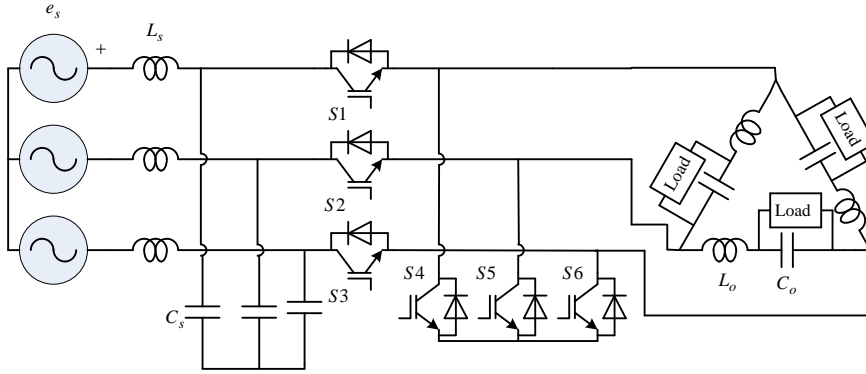 e_s
+
L_s
S1
S2
S3
S4
S5
S6
C_s
Load
Load
Load
L_o
C_o